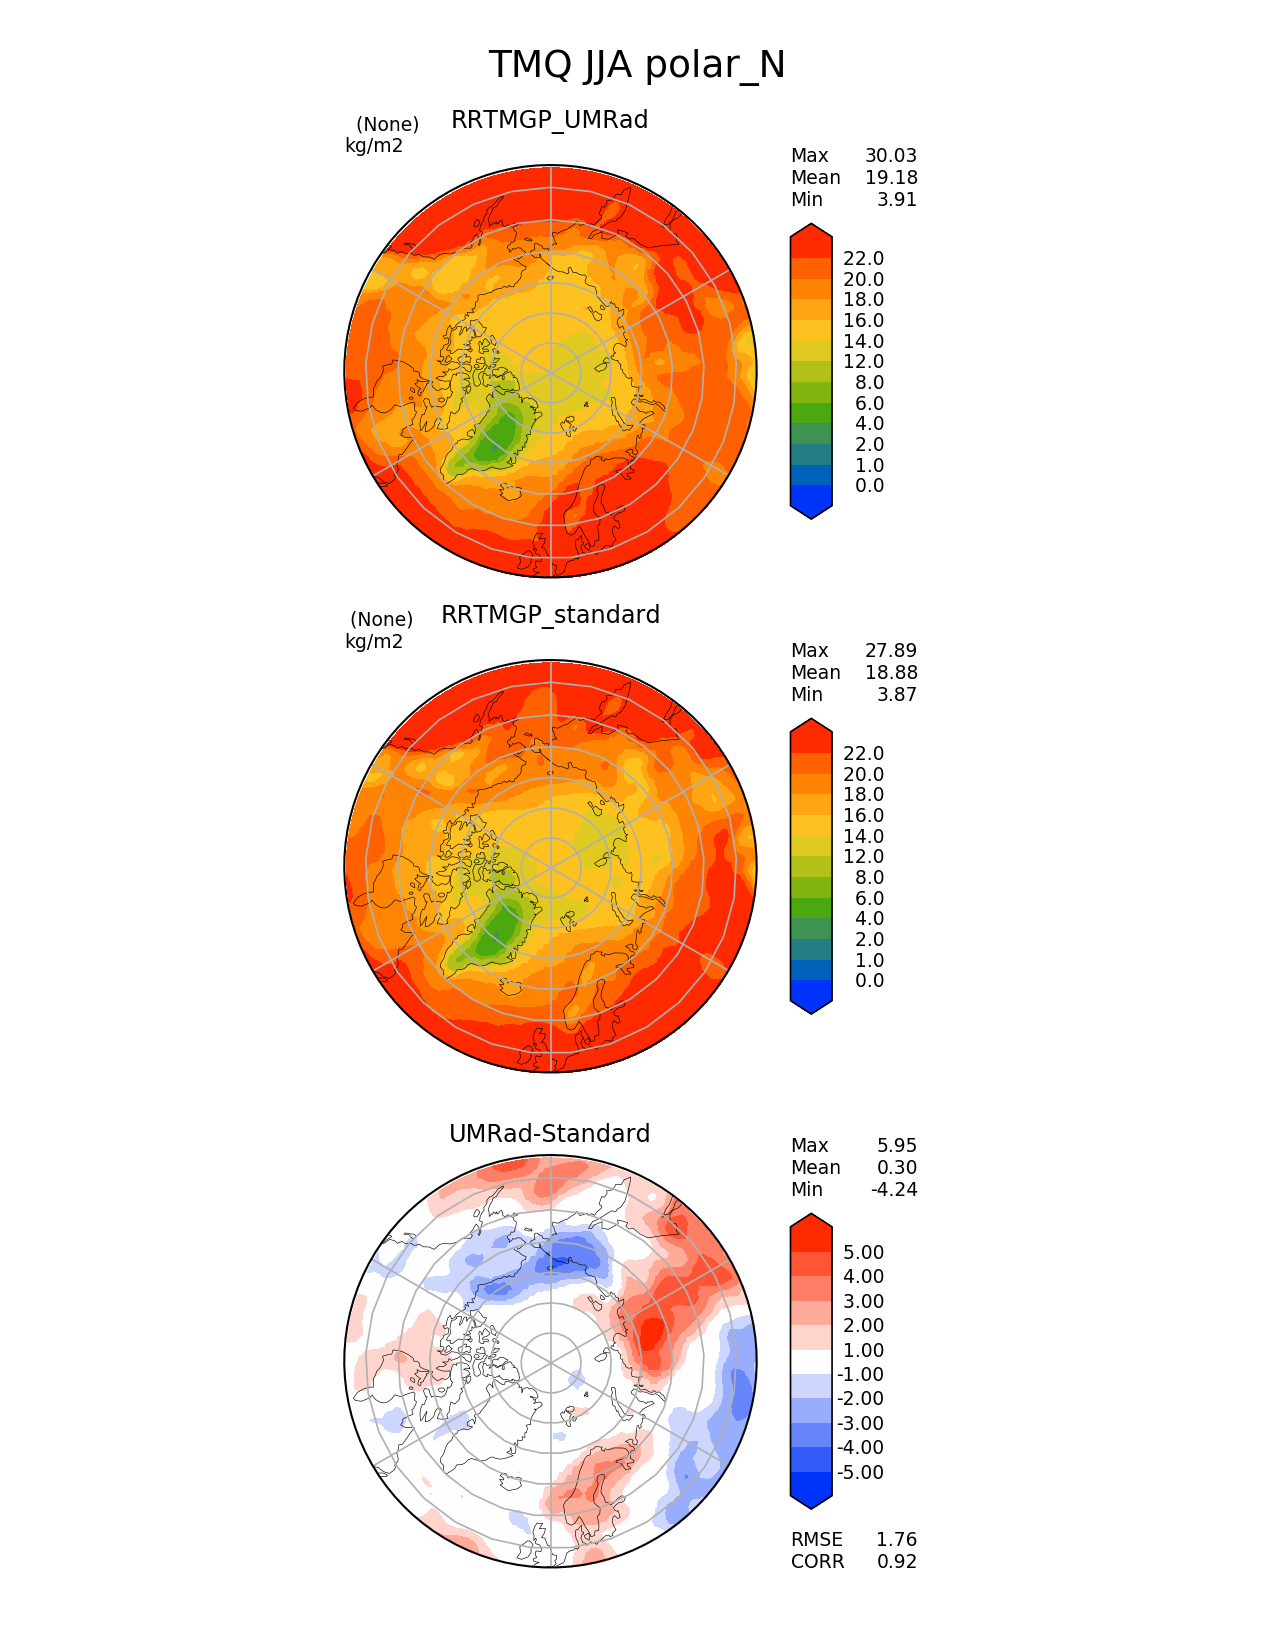 TMQ JJA polar_N
(None) RRTMGP_UMRad
kg/m2
Max 30.03
Mean 19.18
Min 3.91
22.0
20.0
18.0
16.0
14.0
12.0
8.0
6.0
4.0
2.0
1.0
0.0
(None) RRTMGP_standard
kg/m2
Max 27.89
Mean 18.88
Min 3.87
22.0
20.0
18.0
16.0
14.0
12.0
8.0
6.0
4.0
2.0
1.0
0.0
UMRad-Standard
Max 5.95
Mean 0.30
Min -4.24
5.00
4.00
3.00
2.00
1.00
-1.00
-2.00
-3.00
-4.00
-5.00
RMSE 1.76
CORR 0.92